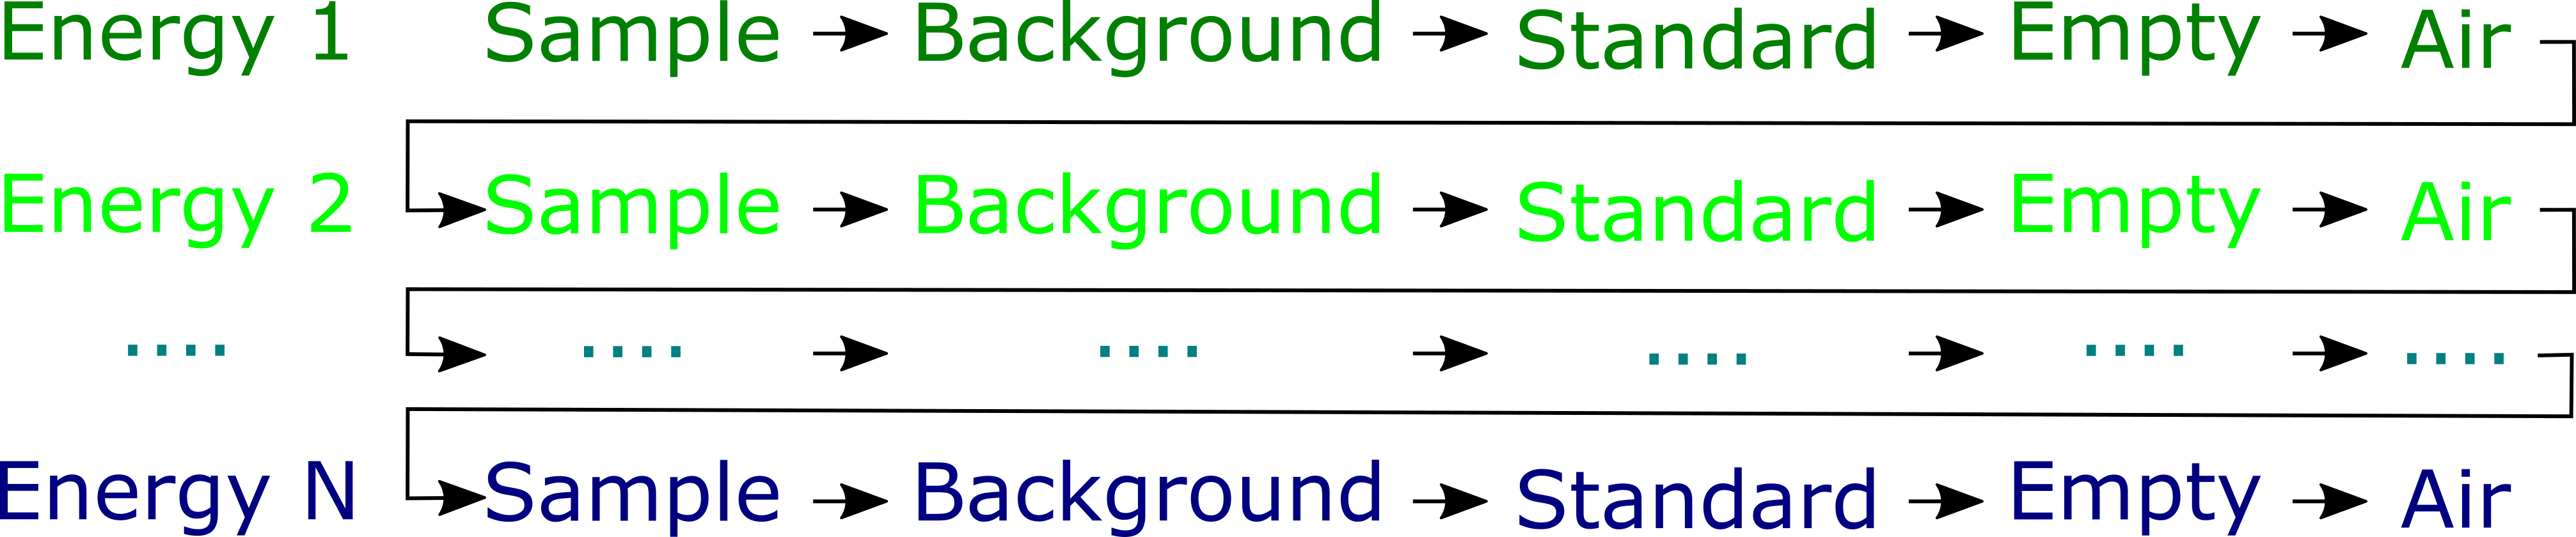 Energy 1 Sample Background Standard Empty Air
Energy 2 Sample Background Standard Empty Air
.... .... .... .... .... ....
Energy N Sample Background Standard Empty Air